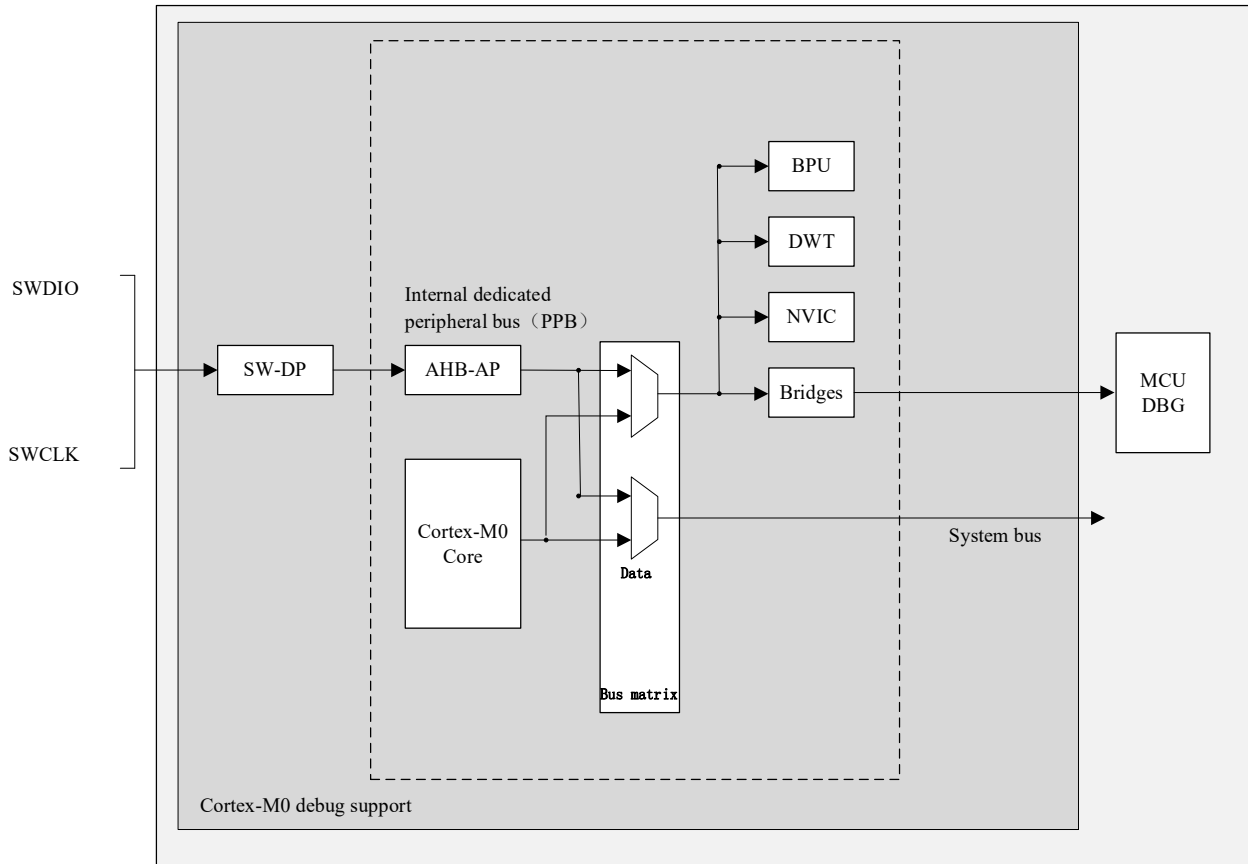 BPU
DWT
SWDIO
Internal dedicated
peripheral bus（PPB）
NVIC
SW-DP
AHB-AP
Bridges
MCU
DBG
SWCLK
Cortex-M0
Core
System bus
Data
Bus matrix
Cortex-M0 debug support